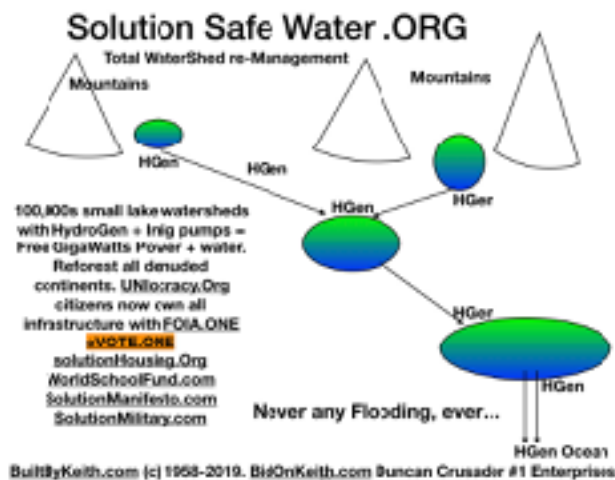 Solution Safe Water .ORG
Total WaterShed re-Management
Mountains
Mountains
HGen
HGen
HGen
HGer
100,000s small lake watersheds
with HydroGen + Irrig pumps =
Free GigaWatts Power + water.
Reforest all denuded
continents. UNIocracy.Org
citizens now own all
infrastructure with FOIA.ONE
eVOTE.ONE
solutionHousing.Org
WorldSchoolFund.com
SolutionManifesto.com
SolutionMilitary.com
HGer
HGen
Never any Flooding, ever...
HGen Ocean
BuiltByKeith.com (c) 1958-2019. BidOnKeith.com Duncan Crusader #1 Enterprises